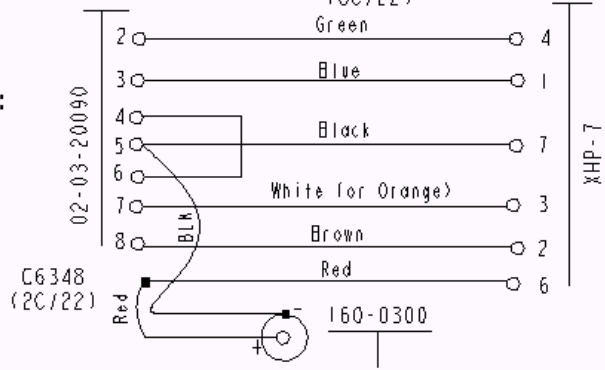 Green
2 4
Blue
3 1
4
Black
5 7
6
White (or Orange)
7 3
Brown
8 2
Red
6
02-03-20090
XHP-7
BLK
C6348
(2C/22)
Red
160-0300
+ -